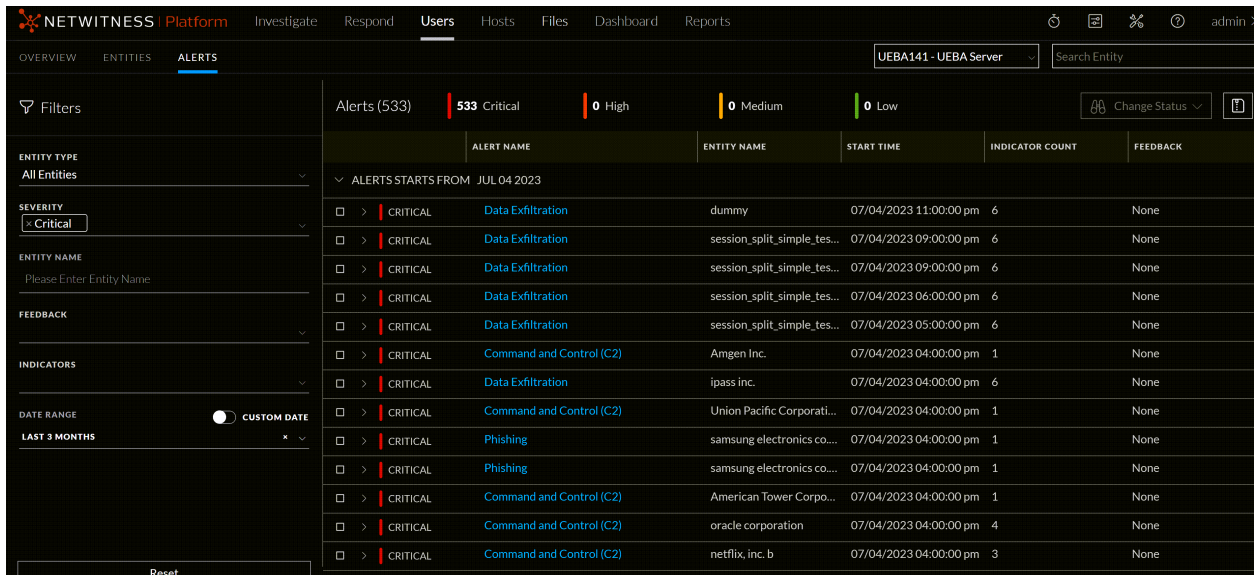 NETWITNESS Platform Investigate Respond Users Hosts Files Dashboard Reports admin
OVERVIEW ENTITIES ALERTS UEBA141 - UEBA Server Search Entity
Filters
Alerts (533) 533 Critical 0 High 0 Medium 0 Low Change Status
ENTITY TYPE
All Entities
SEVERITY
× Critical
ENTITY NAME
Please Enter Entity Name
FEEDBACK
INDICATORS
DATE RANGE CUSTOM DATE
LAST 3 MONTHS ×
Reset
ALERT NAME ENTITY NAME START TIME INDICATOR COUNT FEEDBACK
ALERTS STARTS FROM JUL 04 2023
CRITICAL Data Exfiltration dummy 07/04/2023 11:00:00 pm 6 None
CRITICAL Data Exfiltration session_split_simple_tes... 07/04/2023 09:00:00 pm 6 None
CRITICAL Data Exfiltration session_split_simple_tes... 07/04/2023 09:00:00 pm 6 None
CRITICAL Data Exfiltration session_split_simple_tes... 07/04/2023 06:00:00 pm 6 None
CRITICAL Data Exfiltration session_split_simple_tes... 07/04/2023 05:00:00 pm 6 None
CRITICAL Command and Control (C2) Amgen Inc. 07/04/2023 04:00:00 pm 1 None
CRITICAL Data Exfiltration ipass inc. 07/04/2023 04:00:00 pm 6 None
CRITICAL Command and Control (C2) Union Pacific Corporati... 07/04/2023 04:00:00 pm 1 None
CRITICAL Phishing samsung electronics co.... 07/04/2023 04:00:00 pm 1 None
CRITICAL Phishing samsung electronics co.... 07/04/2023 04:00:00 pm 1 None
CRITICAL Command and Control (C2) American Tower Corpo... 07/04/2023 04:00:00 pm 1 None
CRITICAL Command and Control (C2) oracle corporation 07/04/2023 04:00:00 pm 4 None
CRITICAL Command and Control (C2) netflix, inc. b 07/04/2023 04:00:00 pm 3 None